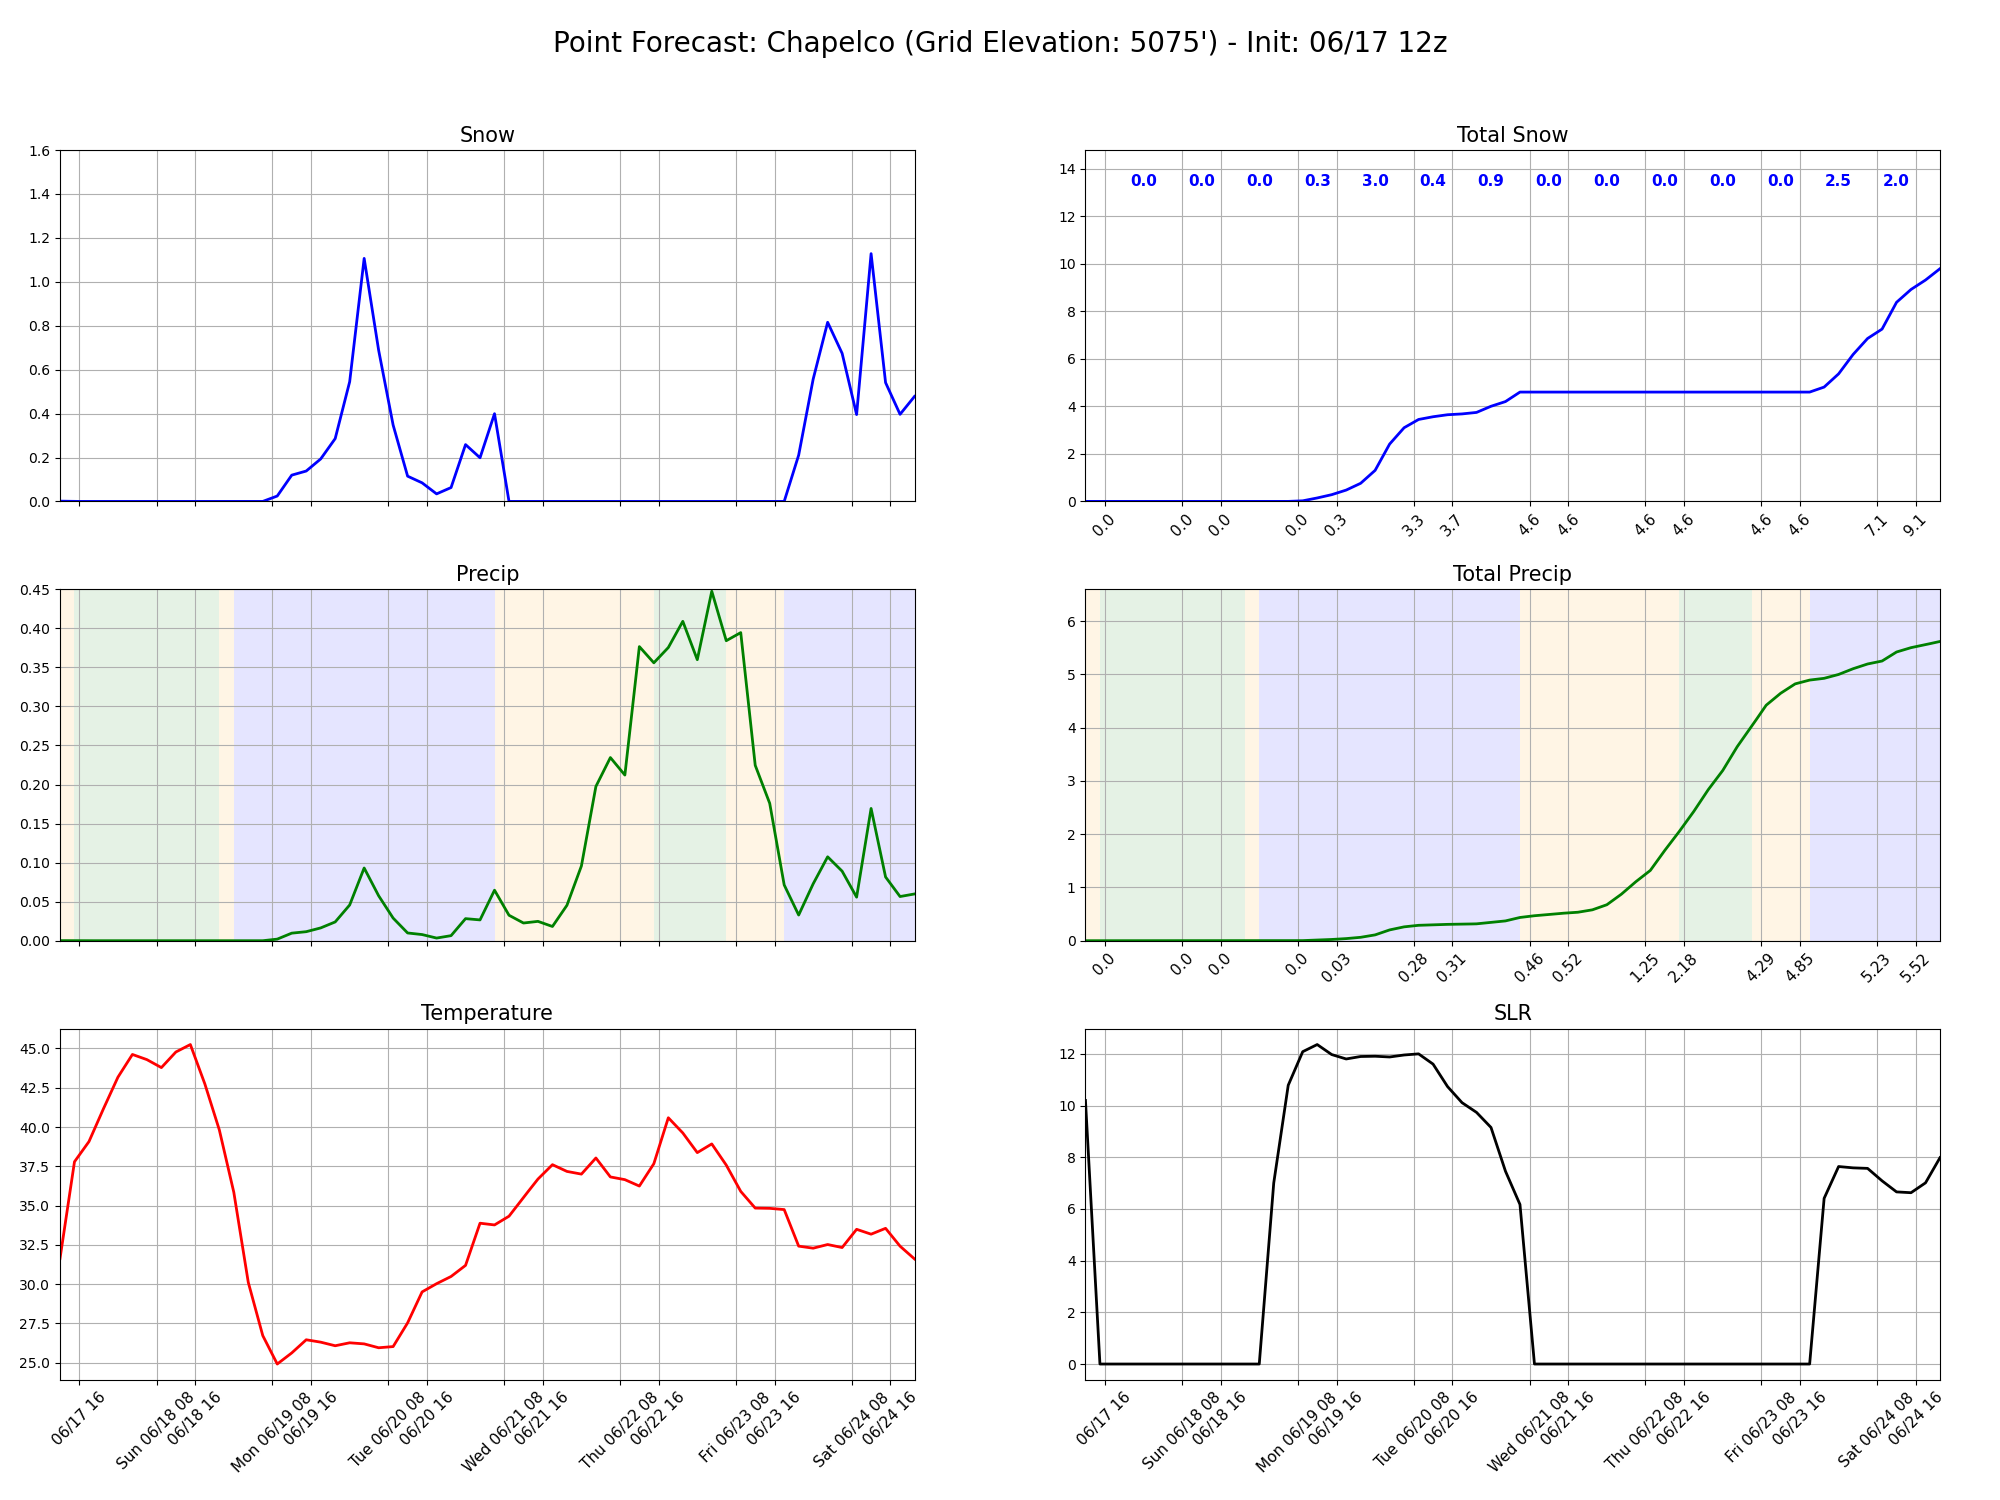 Point Forecast: Chapelco (Grid Elevation: 5075') - Init: 06/17 12z
Snow
1.6
1.4
1.2
1.0
0.8
0.6
0.4
0.2
0.0
Total Snow
14
12
10
8
6
4
2
0
0.0 0.0 0.0 0.3 3.0 0.4 0.9 0.0 0.0 0.0 0.0 0.0 2.5 2.0
0.0 0.0 0.0 0.0 0.3 3.3 3.7 4.6 4.6 4.6 4.6 4.6 4.6 7.1 9.1
Precip
0.45
0.40
0.35
0.30
0.25
0.20
0.15
0.10
0.05
0.00
Total Precip
6
5
4
3
2
1
0
0.0 0.0 0.0 0.0 0.03 0.28 0.31 0.46 0.52 1.25 2.18 4.29 4.85 5.23 5.52
Temperature
45.0
42.5
40.0
37.5
35.0
32.5
30.0
27.5
25.0
06/17 16
Sun 06/18 08
06/18 16
Mon 06/19 08
06/19 16
Tue 06/20 08
06/20 16
Wed 06/21 08
06/21 16
Thu 06/22 08
06/22 16
Fri 06/23 08
06/23 16
Sat 06/24 08
06/24 16
SLR
12
10
8
6
4
2
0
06/17 16
Sun 06/18 08
06/18 16
Mon 06/19 08
06/19 16
Tue 06/20 08
06/20 16
Wed 06/21 08
06/21 16
Thu 06/22 08
06/22 16
Fri 06/23 08
06/23 16
Sat 06/24 08
06/24 16